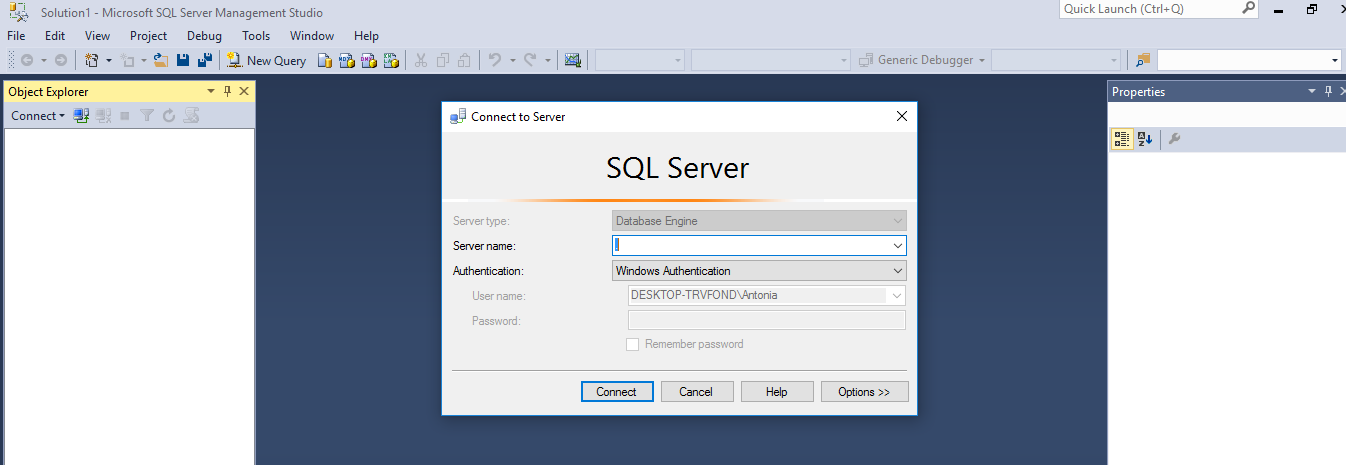 Solution1 - Microsoft SQL Server Management Studio
Quick Launch (Ctrl+Q)
File Edit View Project Debug Tools Window Help
New Query
Generic Debugger
Object Explorer
Connect
Properties
Connect to Server
SQL Server
Server type: Database Engine
Server name: .
Authentication: Windows Authentication
User name: DESKTOP-TRVFOND\Antonia
Password:
Remember password
Connect Cancel Help Options >>